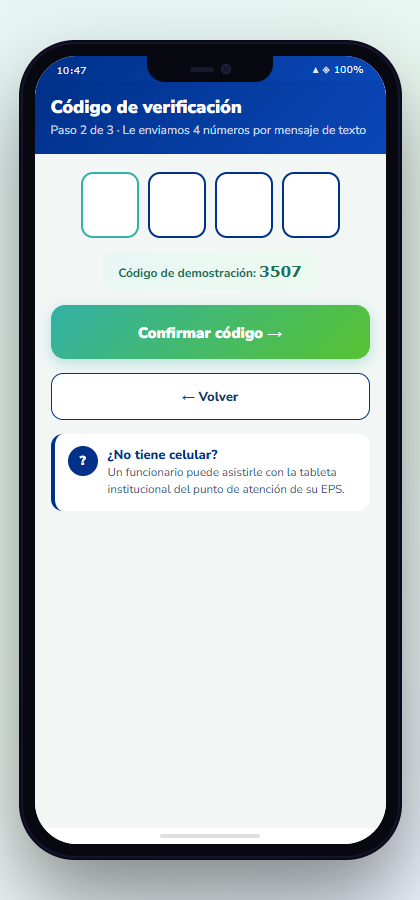 10:47
100%
Código de verificación
Paso 2 de 3 · Le enviamos 4 números por mensaje de texto
Código de demostración: 3507
Confirmar código →
← Volver
?
¿No tiene celular?
Un funcionario puede asistirle con la tableta
institucional del punto de atención de su EPS.